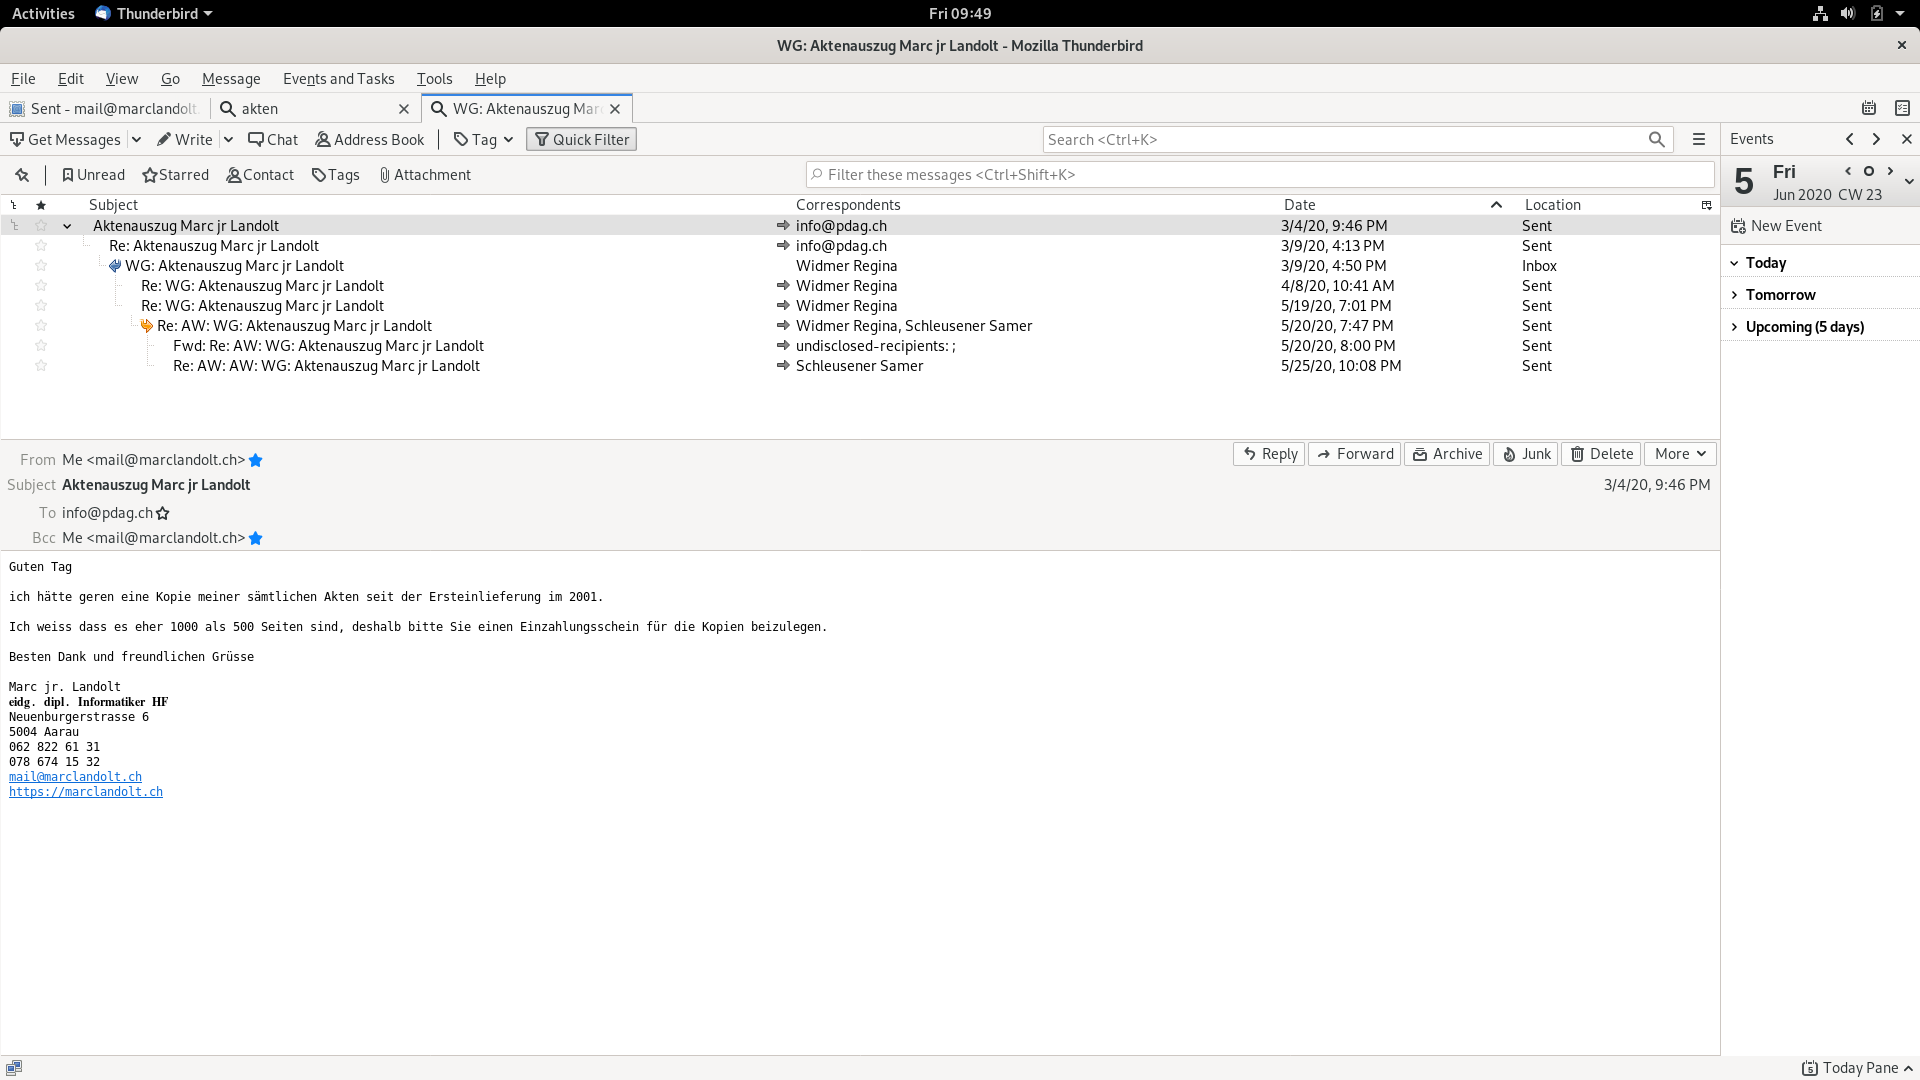 Activities Thunderbird Fri 09:49
WG: Aktenauszug Marc jr Landolt - Mozilla Thunderbird
File Edit View Go Message Events and Tasks Tools Help
Sent - mail@marclandolt. akten WG: Aktenauszug Mar
Get Messages Write Chat Address Book Tag Quick Filter Search <Ctrl+K>
Unread Starred Contact Tags Attachment Filter these messages <Ctrl+Shift+K>
Subject Correspondents Date Location
Aktenauszug Marc jr Landolt info@pdag.ch 3/4/20, 9:46 PM Sent
Re: Aktenauszug Marc jr Landolt info@pdag.ch 3/9/20, 4:13 PM Sent
WG: Aktenauszug Marc jr Landolt Widmer Regina 3/9/20, 4:50 PM Inbox
Re: WG: Aktenauszug Marc jr Landolt Widmer Regina 4/8/20, 10:41 AM Sent
Re: WG: Aktenauszug Marc jr Landolt Widmer Regina 5/19/20, 7:01 PM Sent
Re: AW: WG: Aktenauszug Marc jr Landolt Widmer Regina, Schleusener Samer 5/20/20, 7:47 PM Sent
Fwd: Re: AW: WG: Aktenauszug Marc jr Landolt undisclosed-recipients: ; 5/20/20, 8:00 PM Sent
Re: AW: AW: WG: Aktenauszug Marc jr Landolt Schleusener Samer 5/25/20, 10:08 PM Sent
From Me <mail@marclandolt.ch> Reply Forward Archive Junk Delete More
Subject Aktenauszug Marc jr Landolt 3/4/20, 9:46 PM
To info@pdag.ch
Bcc Me <mail@marclandolt.ch>
Guten Tag
ich hätte geren eine Kopie meiner sämtlichen Akten seit der Ersteinlieferung im 2001.
Ich weiss dass es eher 1000 als 500 Seiten sind, deshalb bitte Sie einen Einzahlungsschein für die Kopien beizulegen.
Besten Dank und freundlichen Grüsse
Marc jr. Landolt
eidg. dipl. Informatiker HF
Neuenburgerstrasse 6
5004 Aarau
062 822 61 31
078 674 15 32
mail@marclandolt.ch
https://marclandolt.ch
Events
5 Fri
Jun 2020 CW 23
New Event
Today
Tomorrow
Upcoming (5 days)
5 Today Pane